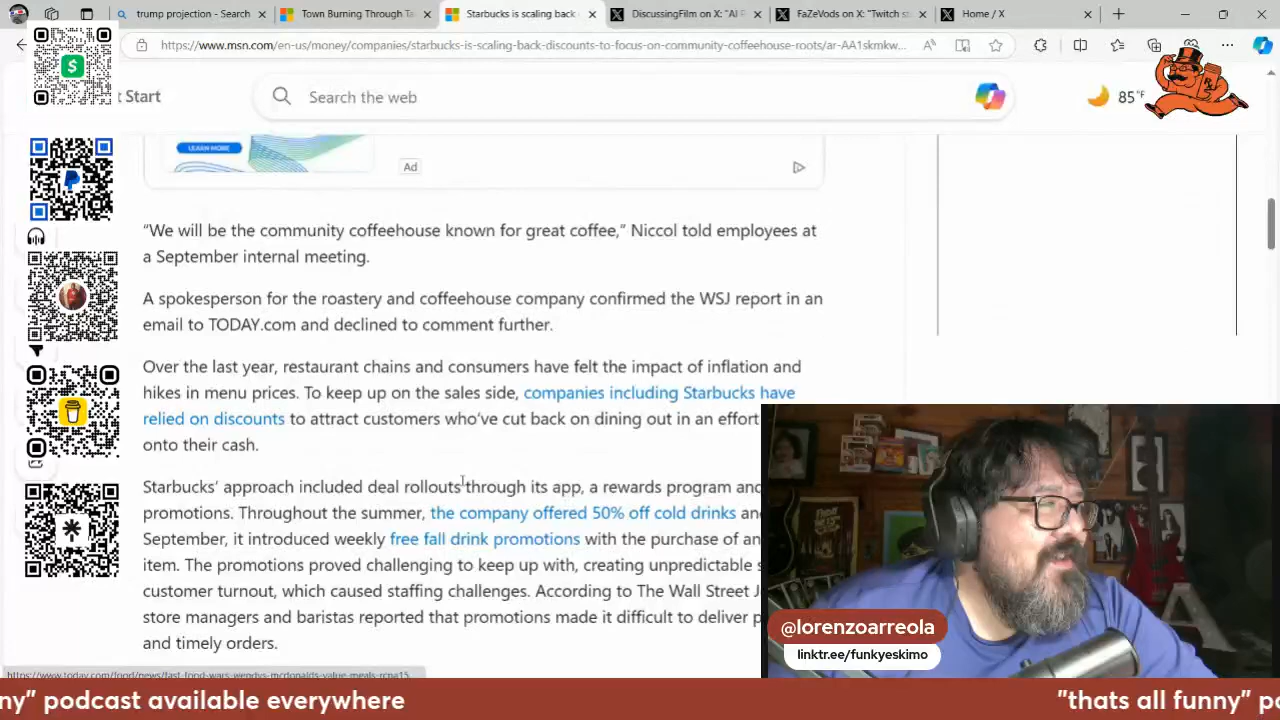 trump projection - Search
Town Burning Through Ta
Starbucks is scaling back
DiscussingFilm on X: "AI F
FaZeVods on X: "Twitch st
Home / X
https://www.msn.com/en-us/money/companies/starbucks-is-scaling-back-discounts-to-focus-on-community-coffeehouse-roots/ar-AA1skmkw...
t Start
Search the web
85°F
LEARN MORE
Ad
“We will be the community coffeehouse known for great coffee,” Niccol told employees at
a September internal meeting.
A spokesperson for the roastery and coffeehouse company confirmed the WSJ report in an
email to TODAY.com and declined to comment further.
Over the last year, restaurant chains and consumers have felt the impact of inflation and
hikes in menu prices. To keep up on the sales side, companies including Starbucks have
relied on discounts to attract customers who’ve cut back on dining out in an effort
onto their cash.
Starbucks’ approach included deal rollouts through its app, a rewards program and
promotions. Throughout the summer, the company offered 50% off cold drinks an
September, it introduced weekly free fall drink promotions with the purchase of an
item. The promotions proved challenging to keep up with, creating unpredictable s
customer turnout, which caused staffing challenges. According to The Wall Street J
store managers and baristas reported that promotions made it difficult to deliver p
and timely orders.
@lorenzoarreola
linktr.ee/funkyeskimo
https://www.today.com/food/news/fast-food-wars-wendys-mcdonalds-value-meals-rcna15...
ny" podcast available everywhere
"thats all funny" po